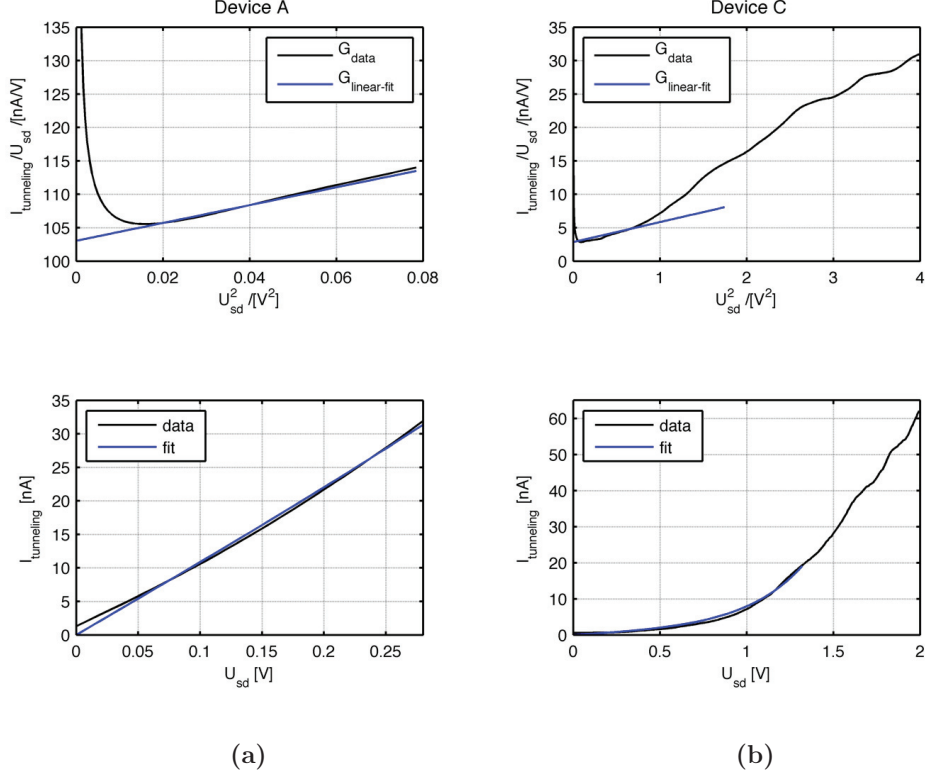 Device A
135
130
125
120
115
110
105
100
I_tunneling /U_sd /[nA/V]
G_data
G_linear-fit
0 0.02 0.04 0.06 0.08
U²_sd /[V²]
Device C
35
30
25
20
15
10
5
0
I_tunneling /U_sd /[nA/V]
G_data
G_linear-fit
0 1 2 3 4
U²_sd /[V²]
35
30
25
20
15
10
5
0
I_tunneling [nA]
data
fit
0 0.05 0.1 0.15 0.2 0.25
U_sd [V]
60
50
40
30
20
10
0
I_tunneling [nA]
data
fit
0 0.5 1 1.5 2
U_sd [V]
(a)
(b)